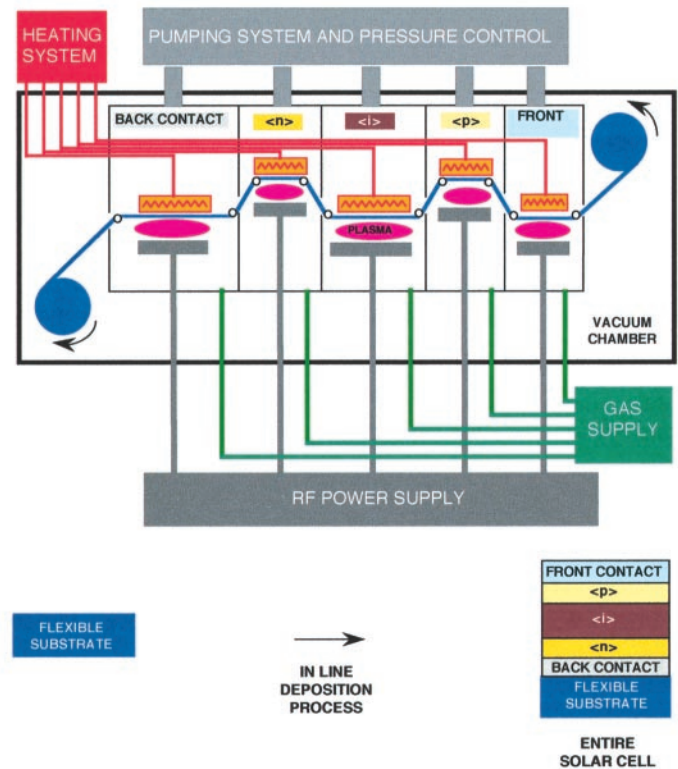 HEATING
SYSTEM
PUMPING SYSTEM AND PRESSURE CONTROL
BACK CONTACT
<n>
<i>
<p>
FRONT
PLASMA
VACUUM
CHAMBER
GAS
SUPPLY
RF POWER SUPPLY
FLEXIBLE
SUBSTRATE
IN LINE
DEPOSITION
PROCESS
FRONT CONTACT
<p>
<i>
<n>
BACK CONTACT
FLEXIBLE
SUBSTRATE
ENTIRE
SOLAR CELL